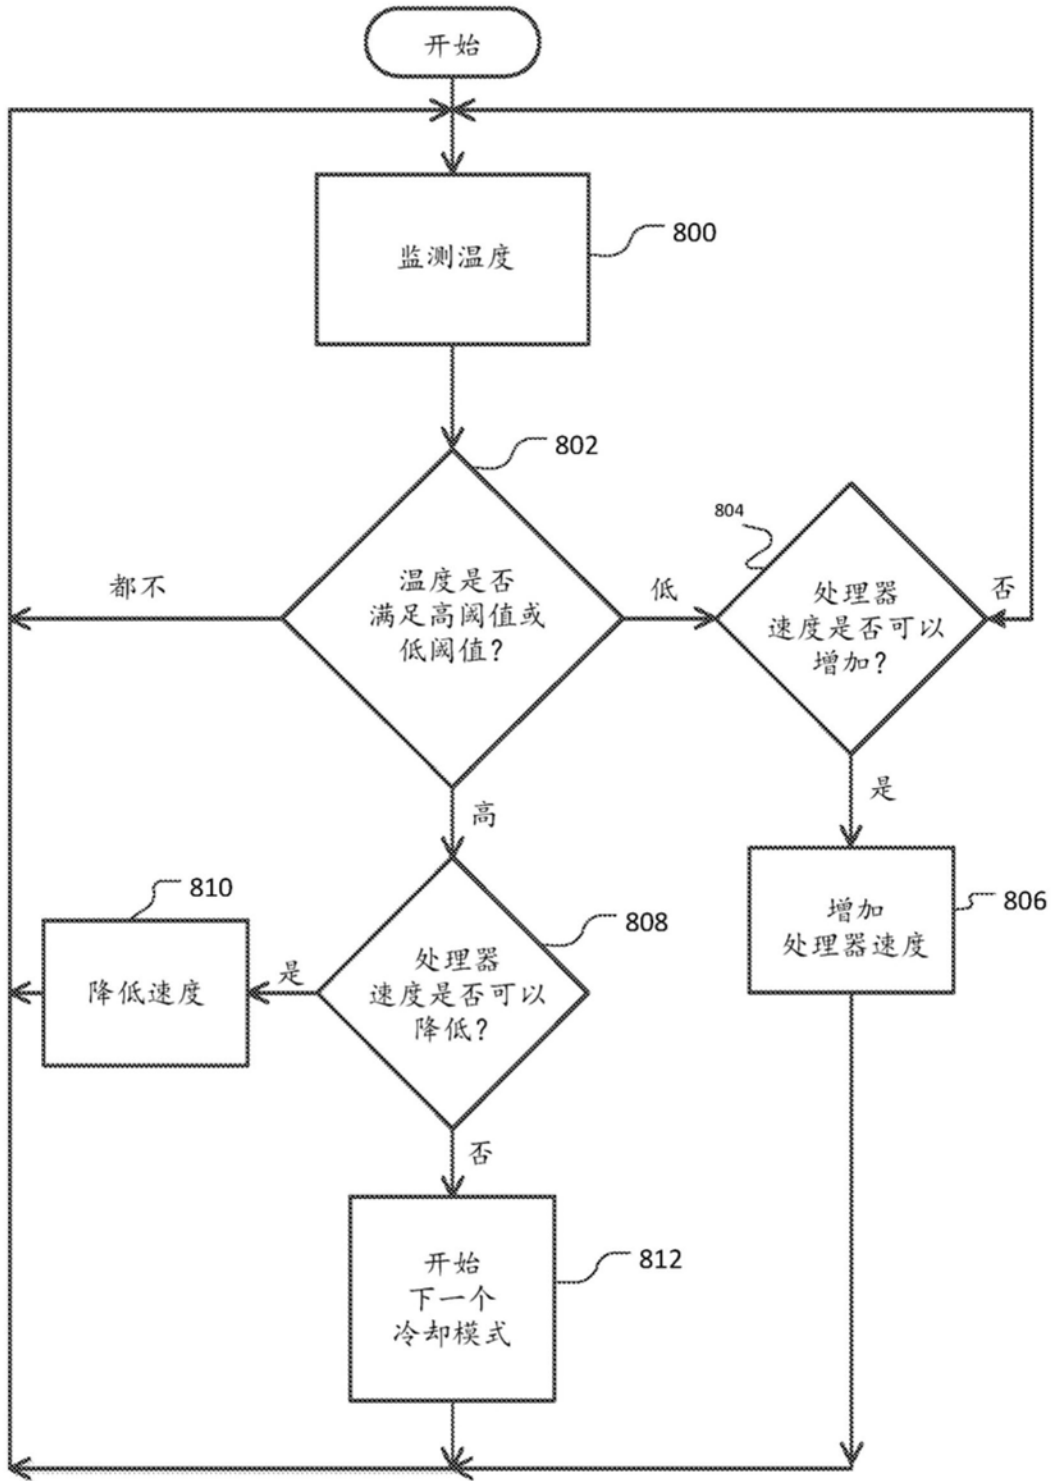 开始
监测温度
800
802
温度是否
满足高阈值或
低阈值?
都不
低
804
处理器
速度是否可以
增加?
否
高
是
810
降低速度
是
808
处理器
速度是否可以
降低?
806
增加
处理器速度
否
812
开始
下一个
冷却模式